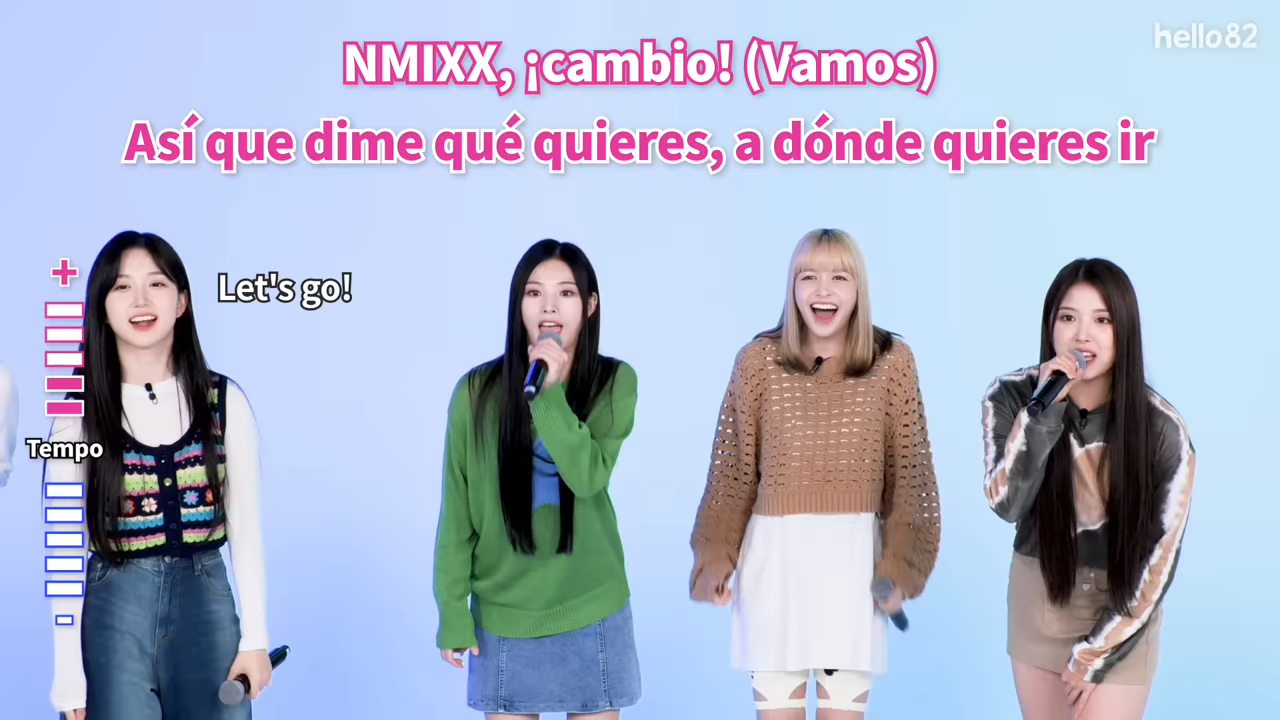 hello82
NMIXX, ¡cambio! (Vamos)
Así que dime qué quieres, a dónde quieres ir
+
Let's go!
Tempo
-